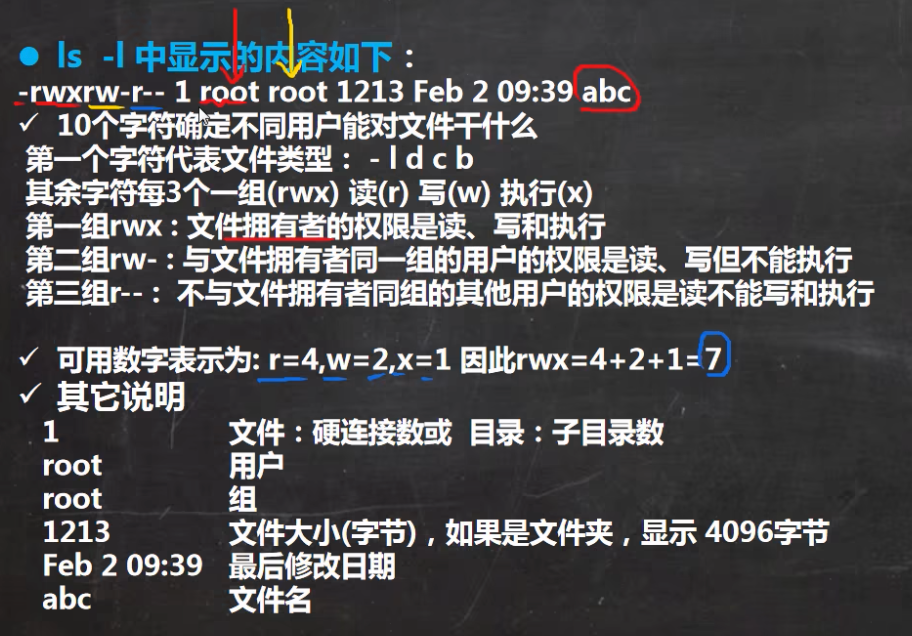 ● ls -l 中显示的内容如下：
-rwxrw-r-- 1 root root 1213 Feb 2 09:39 abc
✓ 10个字符确定不同用户能对文件干什么
第一个字符代表文件类型： - l d c b
其余字符每3个一组(rwx) 读(r) 写(w) 执行(x)
第一组rwx : 文件拥有者的权限是读、写和执行
第二组rw- : 与文件拥有者同一组的用户的权限是读、写但不能执行
第三组r-- : 不与文件拥有者同组的其他用户的权限是读不能写和执行
✓ 可用数字表示为: r=4,w=2,x=1 因此rwx=4+2+1=7
✓ 其它说明
1 文件：硬连接数或 目录：子目录数
root 用户
root 组
1213 文件大小(字节)，如果是文件夹，显示 4096字节
Feb 2 09:39 最后修改日期
abc 文件名